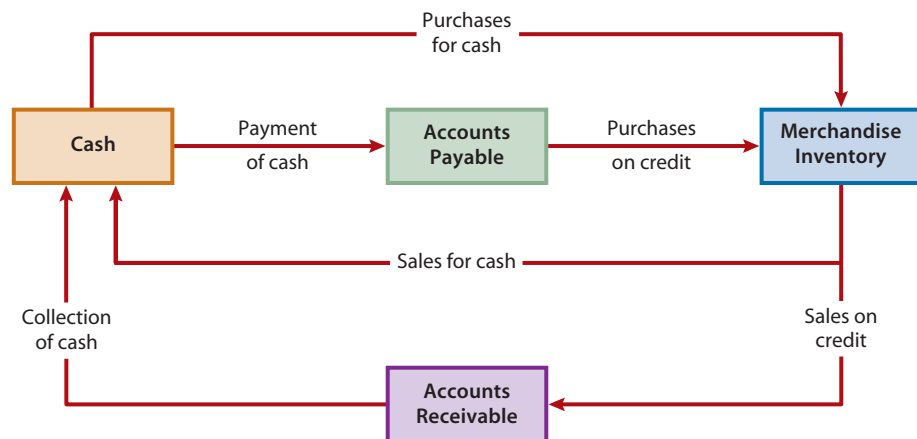 Purchases
for cash
Cash
Payment
of cash
Accounts
Payable
Purchases
on credit
Merchandise
Inventory
Sales for cash
Collection
of cash
Sales on
credit
Accounts
Receivable